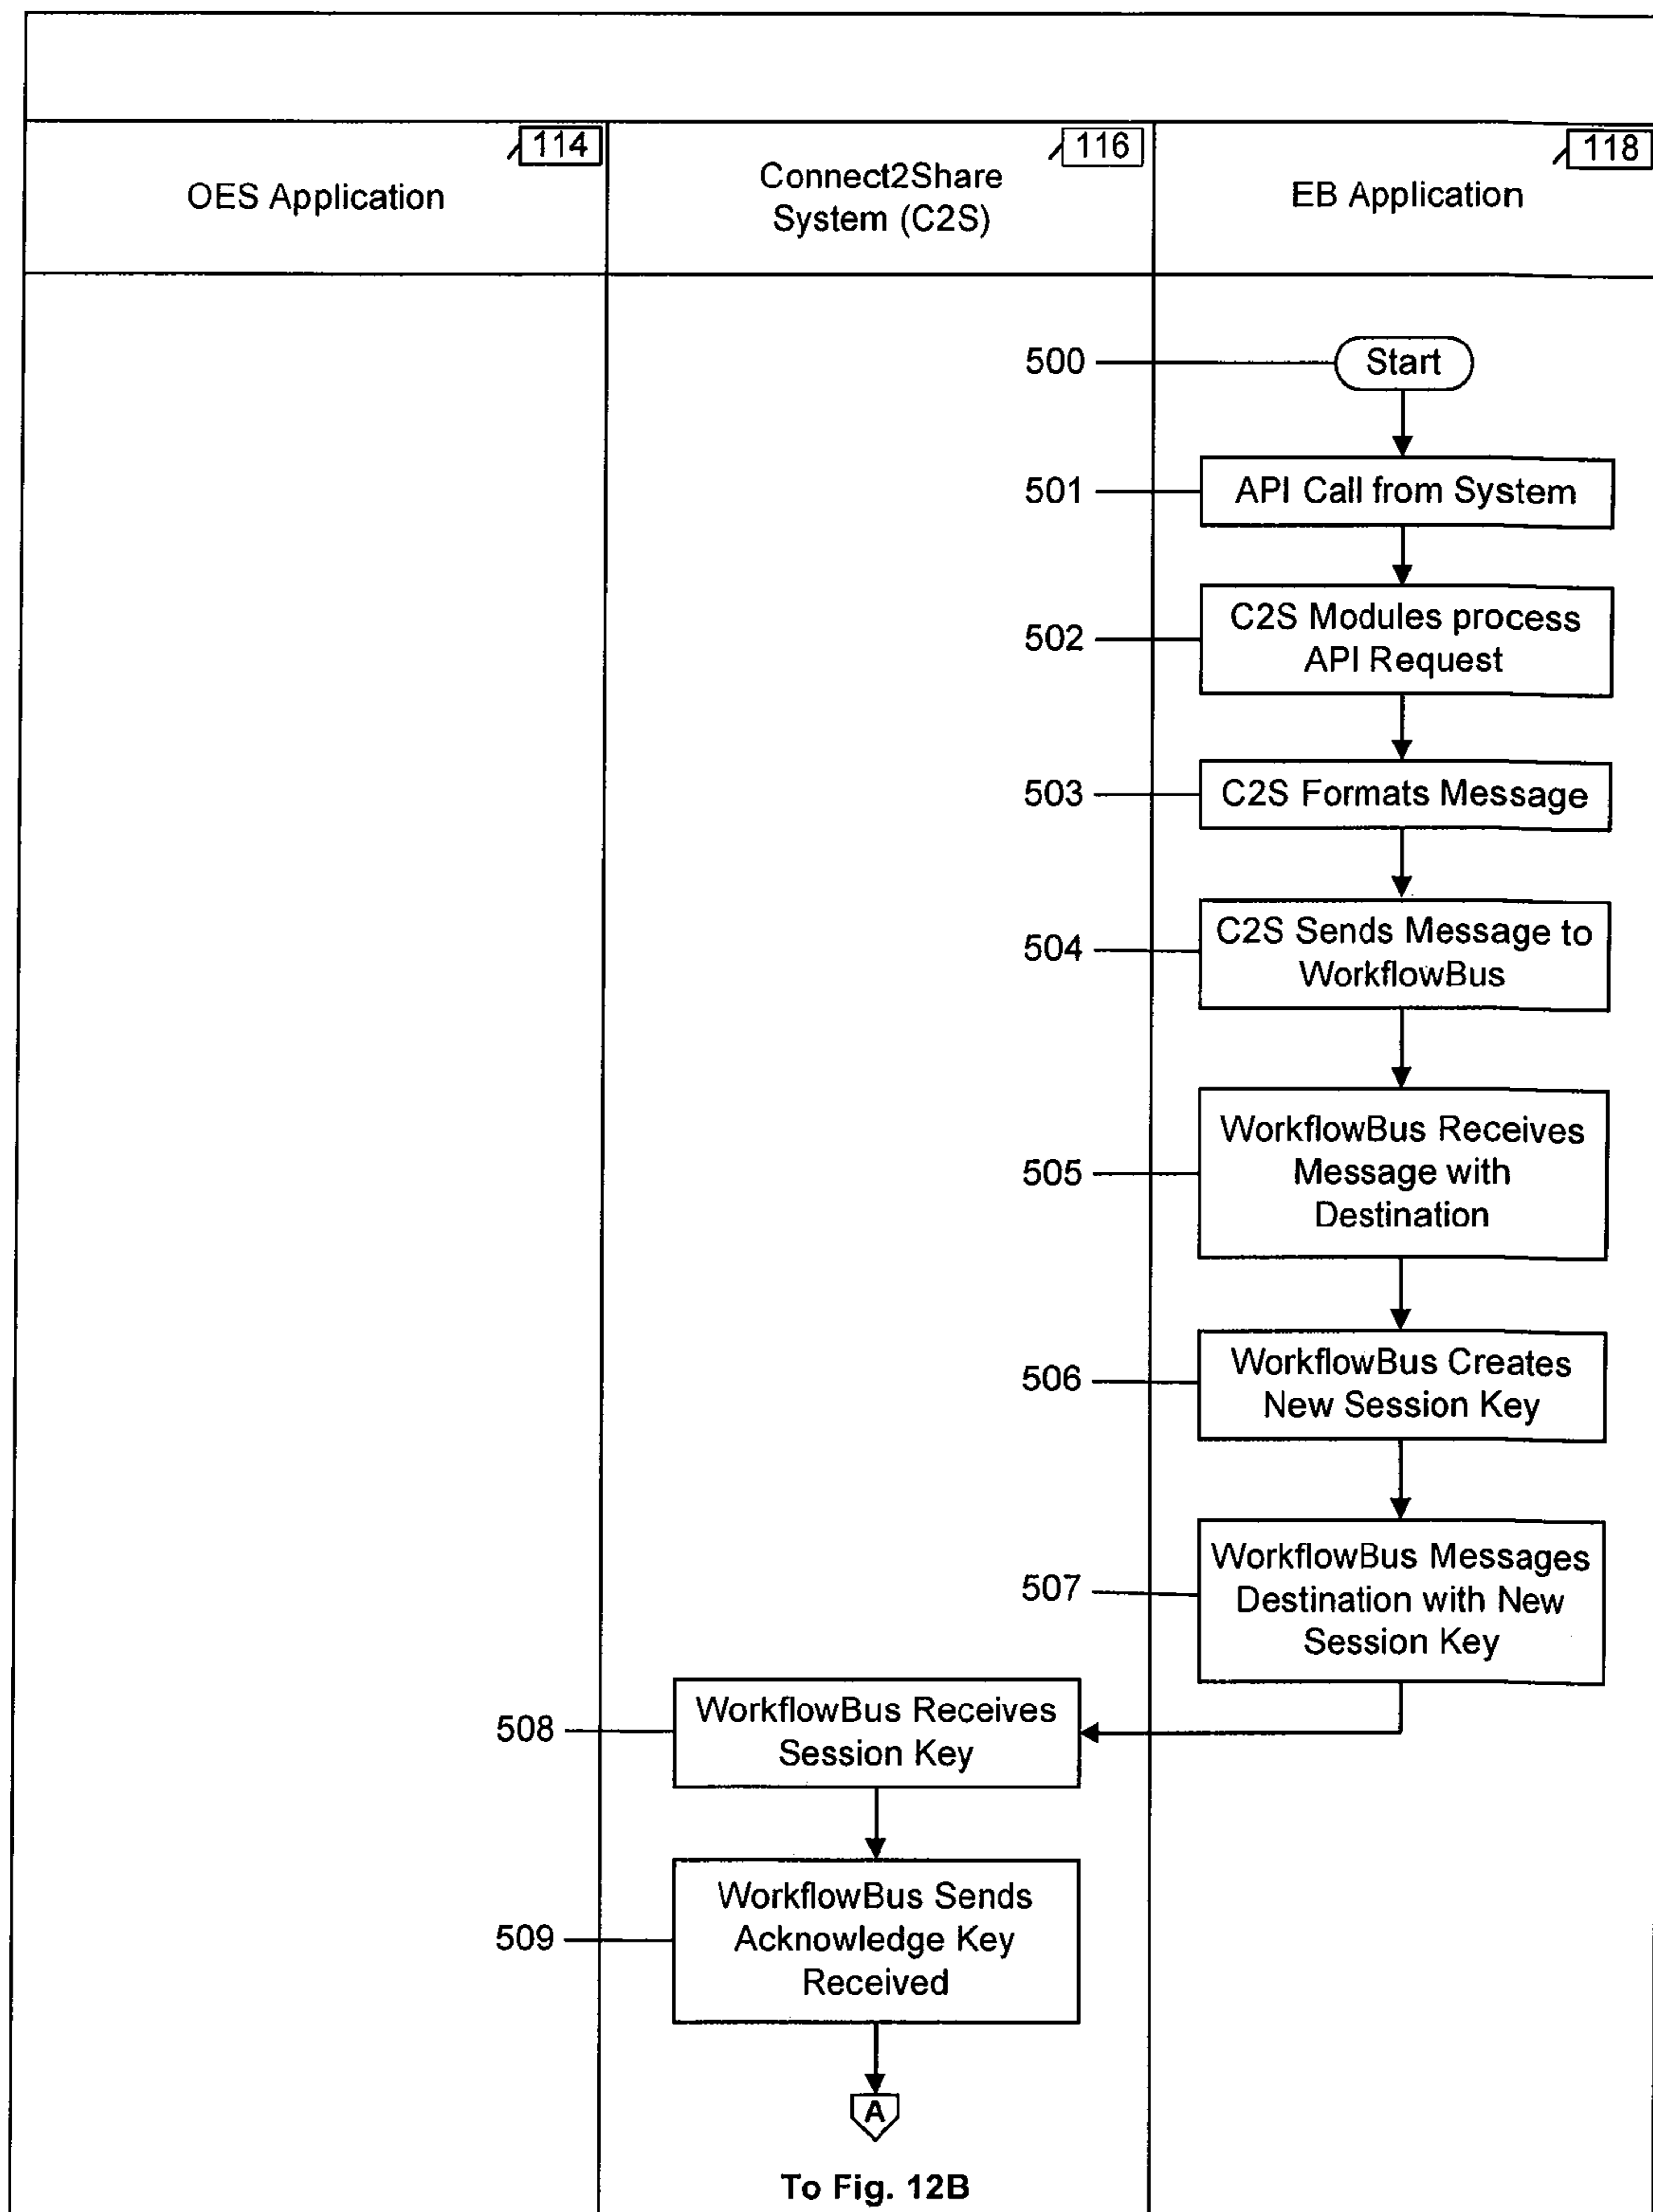 114
OES Application
116
Connect2Share
System (C2S)
118
EB Application
500
Start
501
API Call from System
502
C2S Modules process
API Request
503
C2S Formats Message
504
C2S Sends Message to
WorkflowBus
505
WorkflowBus Receives
Message with
Destination
506
WorkflowBus Creates
New Session Key
507
WorkflowBus Messages
Destination with New
Session Key
508
WorkflowBus Receives
Session Key
509
WorkflowBus Sends
Acknowledge Key
Received
A
To Fig. 12B